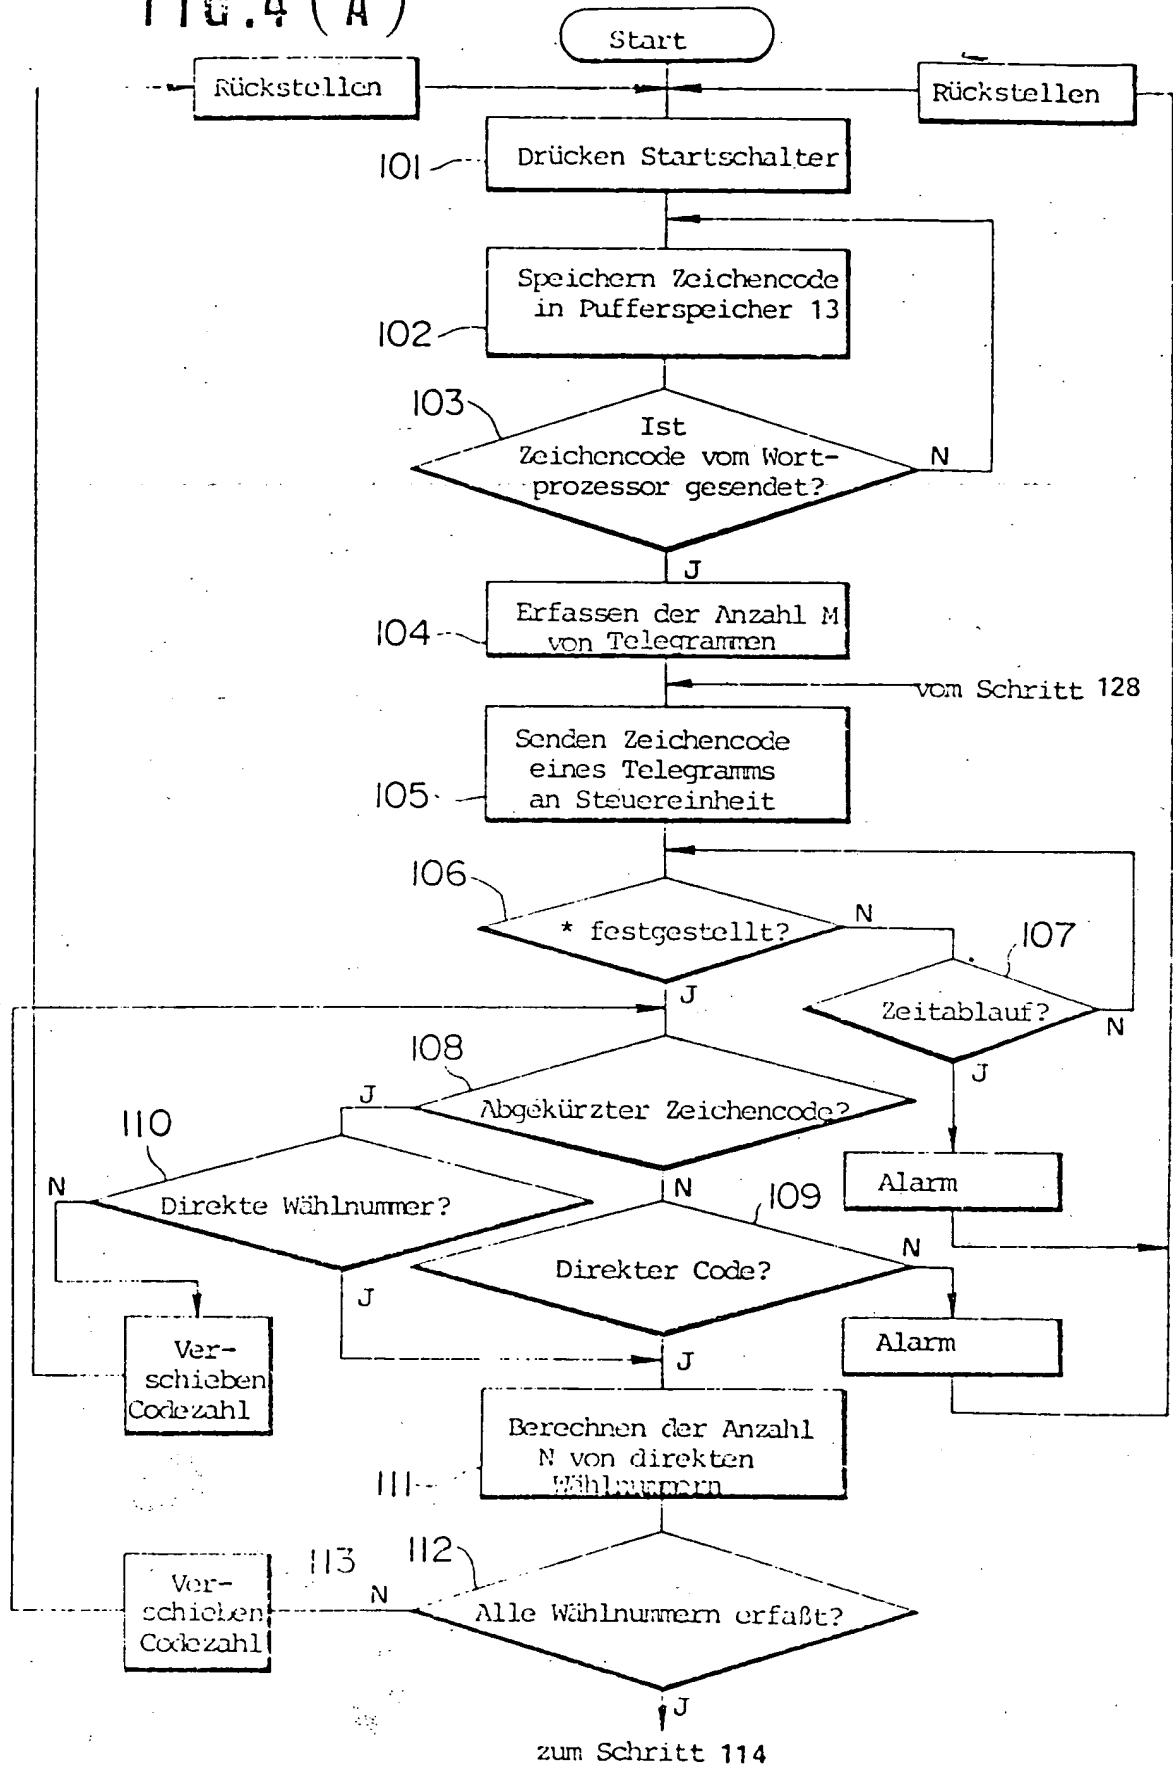 FIG.4 (A)
Start
Rückstellen
Rückstellen
101
Drücken Startschalter
Speichern Zeichencode
in Pufferspeicher 13
102
103
Ist
Zeichencode vom Wort-
prozessor gesendet?
N
J
104
Erfassen der Anzahl M
von Telegrammen
vom Schritt 128
Senden Zeichencode
eines Telegramms
an Steuereinheit
105
106
* festgestellt?
N
107
J
Zeitablauf?
N
J
108
Abgekürzter Zeichencode?
J
110
N
Direkte Wählnummer?
J
N
109
Alarm
Direkter Code?
N
J
Alarm
Ver-
schieben
Codezahl
Berechnen der Anzahl
N von direkten
Wählnummern
111
112
113
Ver-
schieben
Codezahl
N
Alle Wählnummern erfaßt?
J
zum Schritt 114